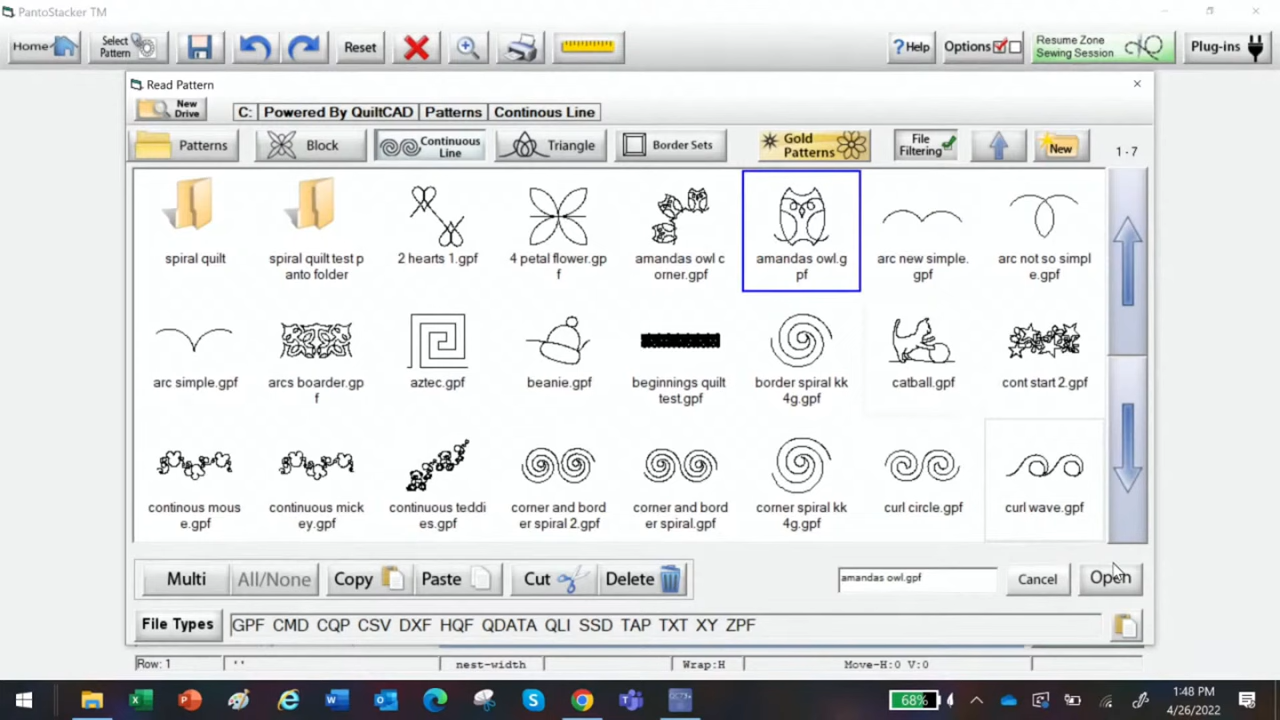 PantoStacker TM
Home
Select
Pattern
Reset
?Help
Options
Resume Zone
Sewing Session
Plug-ins
Read Pattern
New
Drive
C: Powered By QuiltCAD Patterns Continous Line
Patterns
Block
Continuous
Line
Triangle
Border Sets
Gold
Patterns
File
Filtering
New
1 - 7
spiral quilt
spiral quilt test p
anto folder
2 hearts 1.gpf
4 petal flower.gp
f
amandas owl c
orner.gpf
amandas owl.g
pf
arc new simple.
gpf
arc not so simpl
e.gpf
arc simple.gpf
arcs boarder.gp
f
aztec.gpf
beanie.gpf
beginnings quilt
test.gpf
border spiral kk
4g.gpf
catball.gpf
cont start 2.gpf
continous mous
e.gpf
continuous mick
ey.gpf
continuous teddi
es.gpf
corner and bord
er spiral 2.gpf
corner and bord
er spiral.gpf
corner spiral kk
4g.gpf
curl circle.gpf
curl wave.gpf
Multi
All/None
Copy
Paste
Cut
Delete
amandas owl.gpf
Cancel
Open
File Types
GPF CMD CQP CSV DXF HQF QDATA QLI SSD TAP TXT XY ZPF
Row: 1
''
nest-width
Wrap:H
Move-H:0 V:0
68%
1:48 PM
4/26/2022